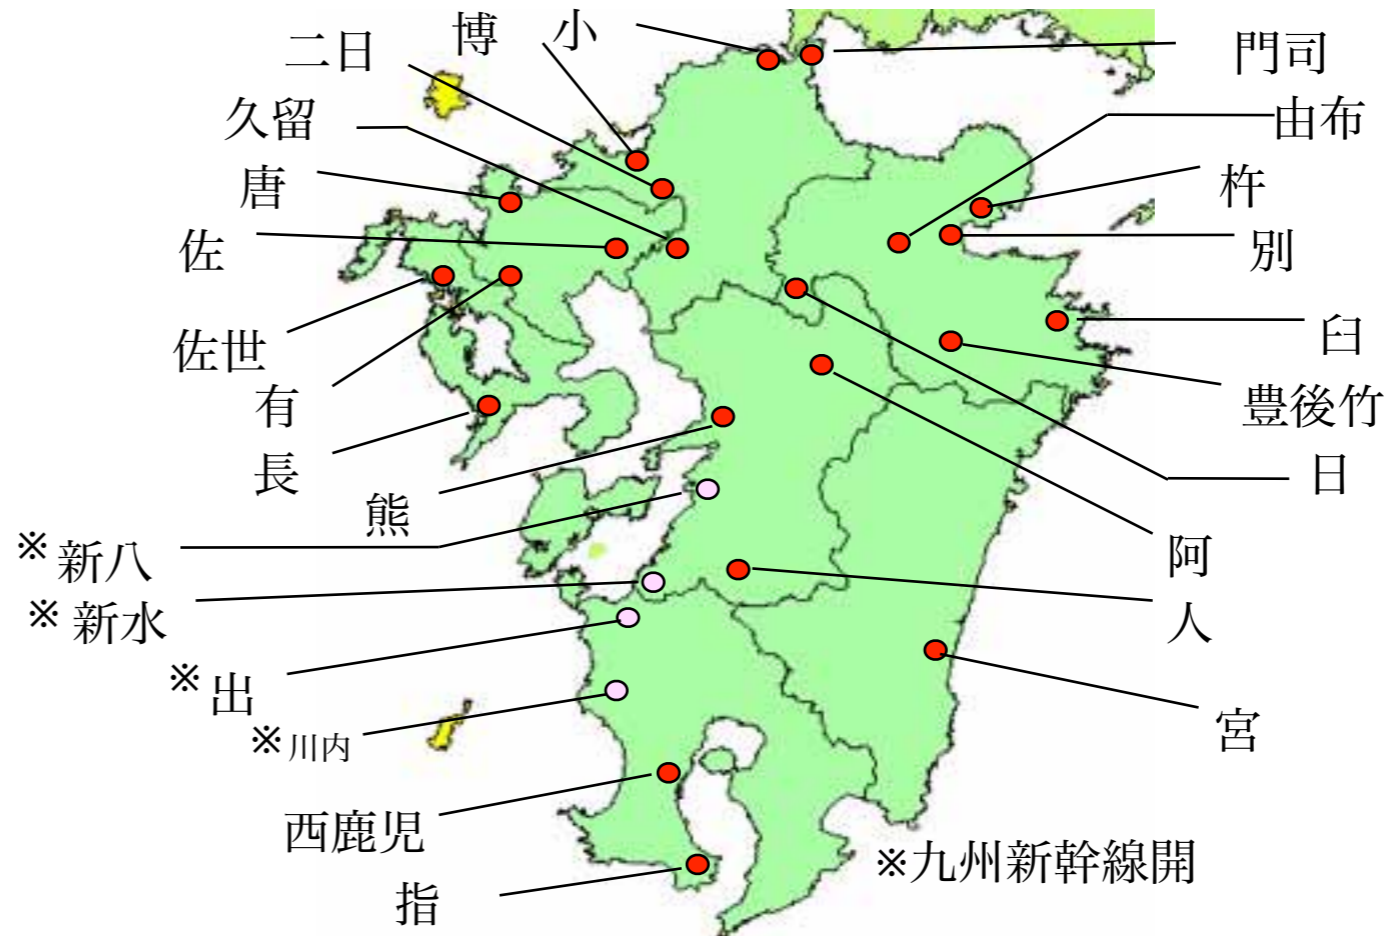 博
小
二日
門司
久留
由布
唐
杵
佐
別
佐世
臼
有
豊後竹
長
日
熊
※新八
阿
※新水
人
※出
宮
※川内
西鹿児
※九州新幹線開
指